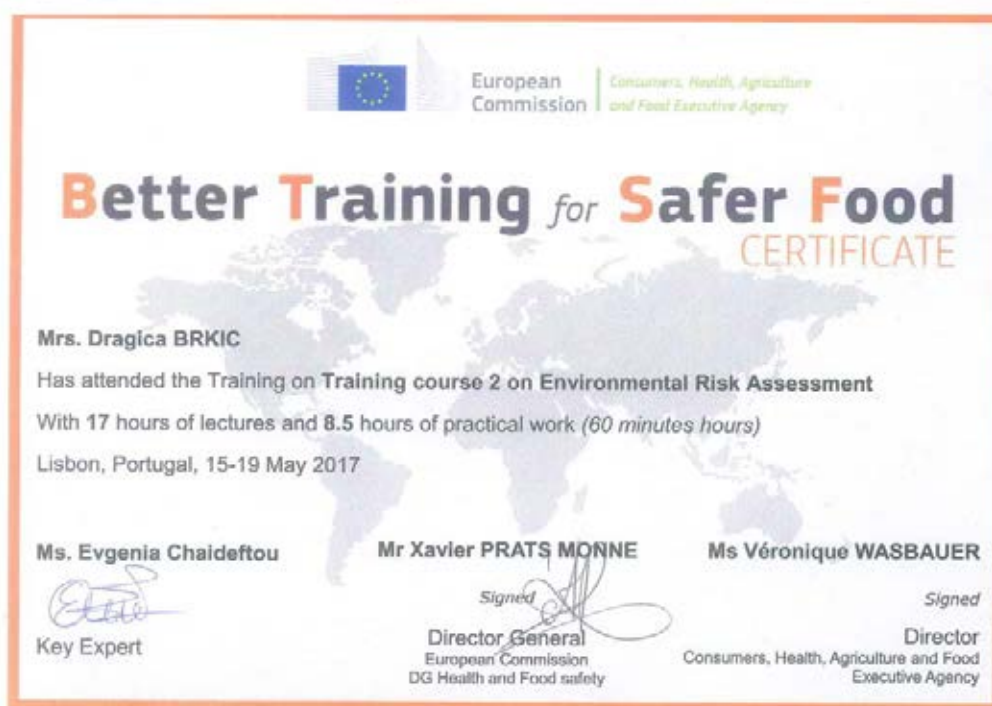 European
Commission
Consumers, Health, Agriculture
and Food Executive Agency
Better Training for Safer Food
CERTIFICATE
Mrs. Dragica BRKIC
Has attended the Training on Training course 2 on Environmental Risk Assessment
With 17 hours of lectures and 8.5 hours of practical work (60 minutes hours)
Lisbon, Portugal, 15-19 May 2017
Ms. Evgenia Chaideftou
Key Expert
Mr Xavier PRATS MONNE
Signed
Director General
European Commission
DG Health and Food safety
Ms Véronique WASBAUER
Signed
Director
Consumers, Health, Agriculture and Food
Executive Agency